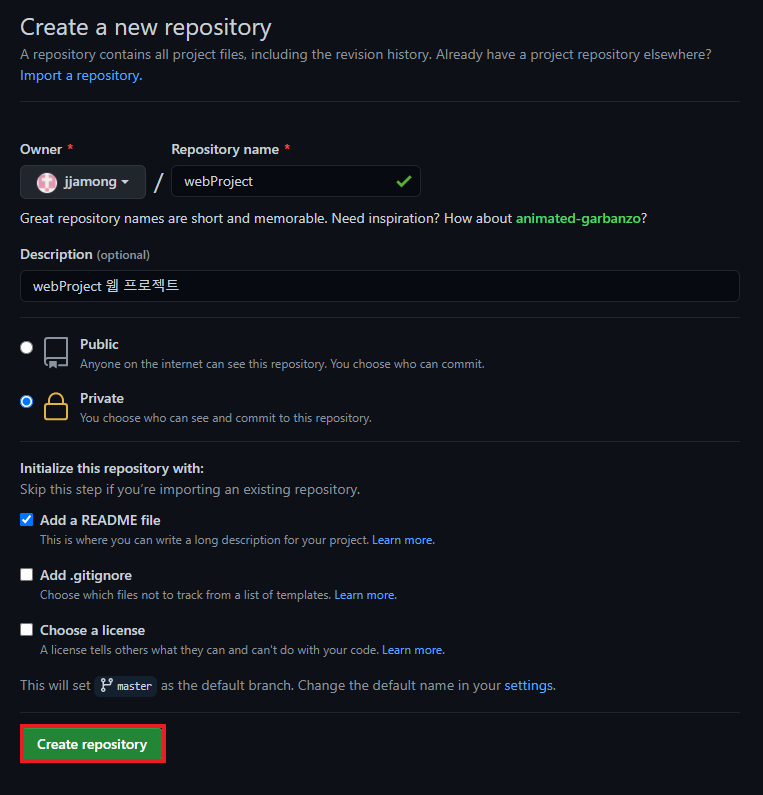 Create a new repository
A repository contains all project files, including the revision history. Already have a project repository elsewhere?
Import a repository.
Owner * Repository name *
jjamong / webProject
Great repository names are short and memorable. Need inspiration? How about animated-garbanzo?
Description (optional)
webProject 웹 프로젝트
Public
Anyone on the internet can see this repository. You choose who can commit.
Private
You choose who can see and commit to this repository.
Initialize this repository with:
Skip this step if you're importing an existing repository.
Add a README file
This is where you can write a long description for your project. Learn more.
Add .gitignore
Choose which files not to track from a list of templates. Learn more.
Choose a license
A license tells others what they can and can't do with your code. Learn more.
This will set master as the default branch. Change the default name in your settings.
Create repository